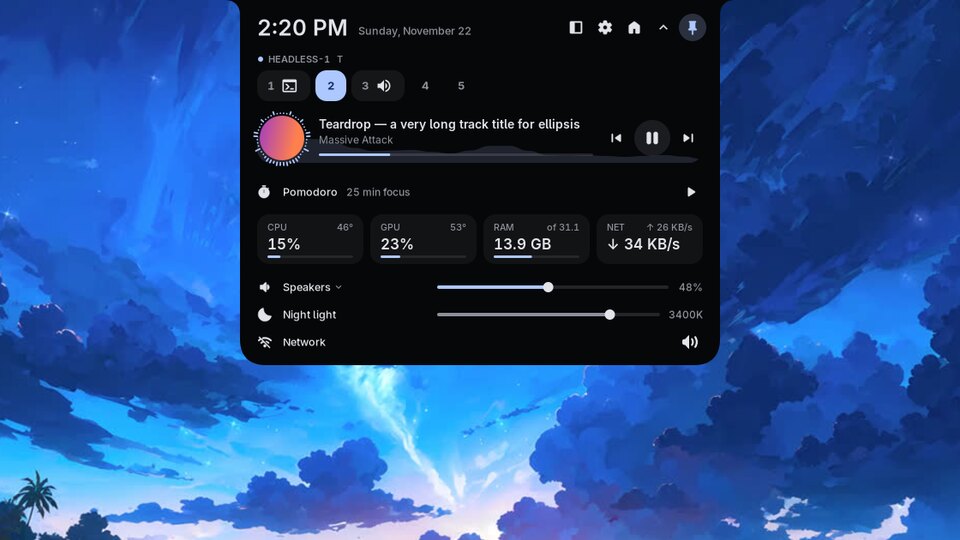 2:20 PM Sunday, November 22
HEADLESS-1 T
1 2 3 4 5
Teardrop — a very long track title for ellipsis
Massive Attack
Pomodoro 25 min focus
CPU 46° GPU 53° RAM of 31.1 NET ↑ 26 KB/s
15% 23% 13.9 GB ↓ 34 KB/s
Speakers 48%
Night light 3400K
Network